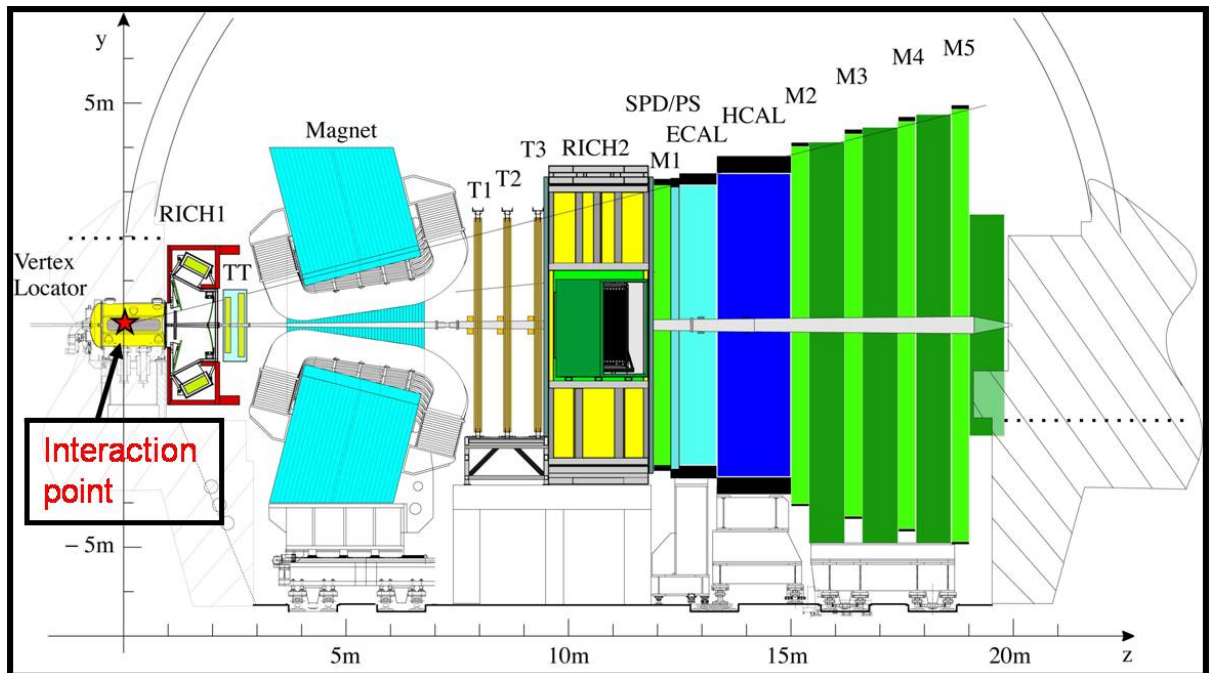 y
5m
Vertex
Locator
RICH1
TT
Magnet
T1
T2
T3
RICH2
M1
SPD/PS
ECAL
HCAL
M2
M3
M4
M5
Interaction
point
− 5m
5m
10m
15m
20m
z